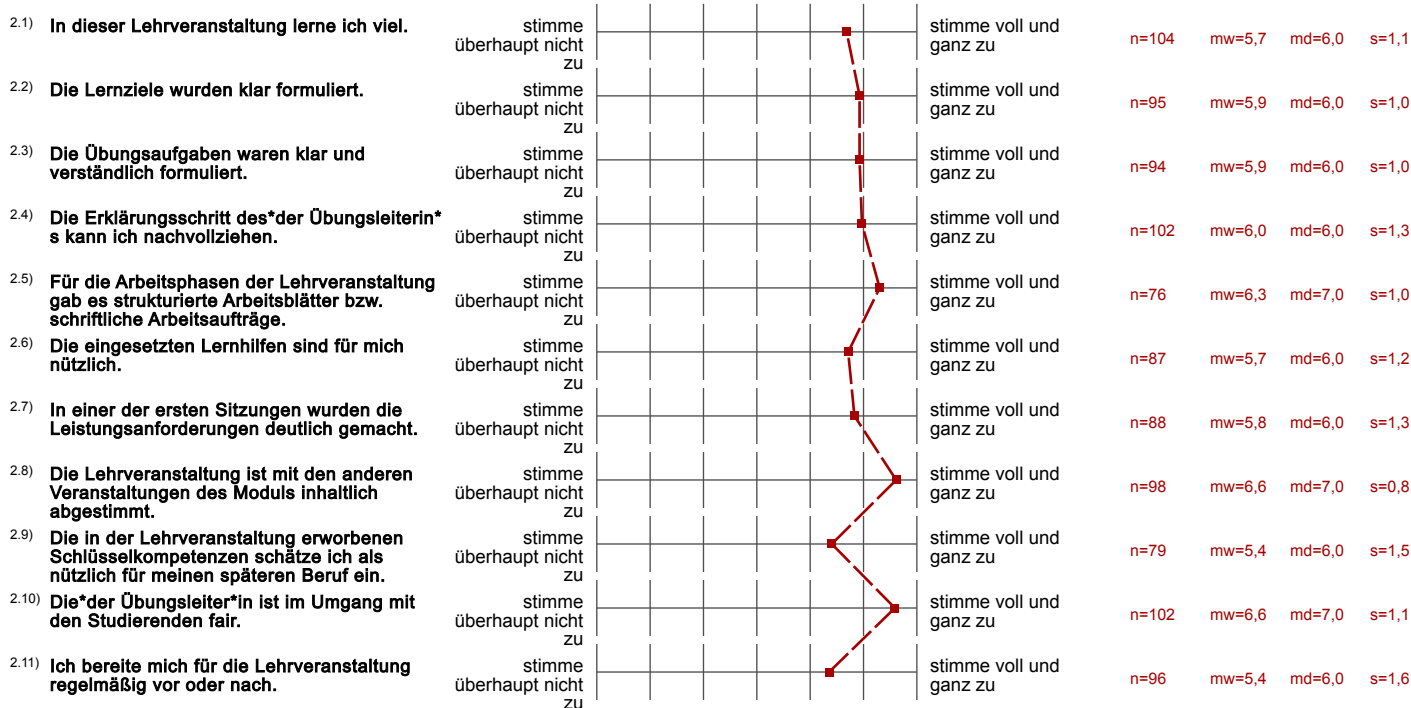 2.1) In dieser Lehrveranstaltung lerne ich viel. stimme stimme voll und
überhaupt nicht ganz zu n=104 mw=5,7 md=6,0 s=1,1
zu
2.2) Die Lernziele wurden klar formuliert. stimme stimme voll und
überhaupt nicht ganz zu n=95 mw=5,9 md=6,0 s=1,0
zu
2.3) Die Übungsaufgaben waren klar und stimme stimme voll und
verständlich formuliert. überhaupt nicht ganz zu n=94 mw=5,9 md=6,0 s=1,0
zu
2.4) Die Erklärungsschritt des*der Übungsleiterin* stimme stimme voll und
s kann ich nachvollziehen. überhaupt nicht ganz zu n=102 mw=6,0 md=6,0 s=1,3
zu
2.5) Für die Arbeitsphasen der Lehrveranstaltung stimme stimme voll und
gab es strukturierte Arbeitsblätter bzw. überhaupt nicht ganz zu n=76 mw=6,3 md=7,0 s=1,0
schriftliche Arbeitsaufträge. zu
2.6) Die eingesetzten Lernhilfen sind für mich stimme stimme voll und
nützlich. überhaupt nicht ganz zu n=87 mw=5,7 md=6,0 s=1,2
zu
2.7) In einer der ersten Sitzungen wurden die stimme stimme voll und
Leistungsanforderungen deutlich gemacht. überhaupt nicht ganz zu n=88 mw=5,8 md=6,0 s=1,3
zu
2.8) Die Lehrveranstaltung ist mit den anderen stimme stimme voll und
Veranstaltungen des Moduls inhaltlich überhaupt nicht ganz zu n=98 mw=6,6 md=7,0 s=0,8
abgestimmt. zu
2.9) Die in der Lehrveranstaltung erworbenen stimme stimme voll und
Schlüsselkompetenzen schätze ich als überhaupt nicht ganz zu n=79 mw=5,4 md=6,0 s=1,5
nützlich für meinen späteren Beruf ein. zu
2.10) Die*der Übungsleiter*in ist im Umgang mit stimme stimme voll und
den Studierenden fair. überhaupt nicht ganz zu n=102 mw=6,6 md=7,0 s=1,1
zu
2.11) Ich bereite mich für die Lehrveranstaltung stimme stimme voll und
regelmäßig vor oder nach. überhaupt nicht ganz zu n=96 mw=5,4 md=6,0 s=1,6
zu